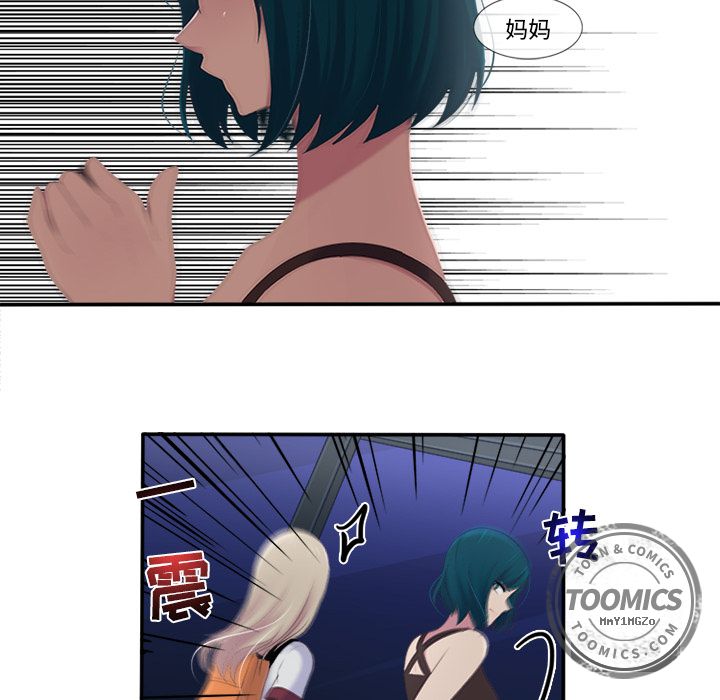 妈妈
一
震
转
TOON & COMICS
TOOMICS
MmY1MGZo
TOOMICS.COM